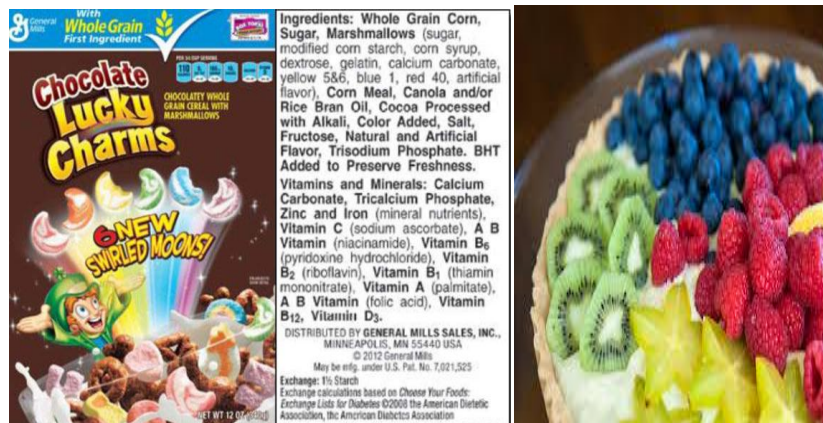 General
Mills
With
Whole Grain
First Ingredient
Chocolate
Lucky
Charms
CHOCOLATEY WHOLE
GRAIN CEREAL WITH
MARSHMALLOWS
6 NEW
SWIRLED MOONS!
NET WT 12 OZ
Ingredients: Whole Grain Corn,
Sugar, Marshmallows (sugar,
modified corn starch, corn syrup,
dextrose, gelatin, calcium carbonate,
yellow 5&6, blue 1, red 40, artificial
flavor), Corn Meal, Canola and/or
Rice Bran Oil, Cocoa Processed
with Alkali, Color Added, Salt,
Fructose, Natural and Artificial
Flavor, Trisodium Phosphate. BHT
Added to Preserve Freshness.
Vitamins and Minerals: Calcium
Carbonate, Tricalcium Phosphate,
Zinc and Iron (mineral nutrients),
Vitamin C (sodium ascorbate), A B
Vitamin (niacinamide), Vitamin B6
(pyridoxine hydrochloride), Vitamin
B2 (riboflavin), Vitamin B1 (thiamin
mononitrate), Vitamin A (palmitate),
A B Vitamin (folic acid), Vitamin
B12, Vitamin D3.
DISTRIBUTED BY GENERAL MILLS SALES, INC.,
MINNEAPOLIS, MN 55440 USA
© 2012 General Mills
May be mfg. under U.S. Pat. No. 7,021,525
Exchange: 1½ Starch
Exchange calculations based on Choose Your Foods:
Exchange Lists for Diabetes ©2008 the American Dietetic
Association, the American Diabetes Association